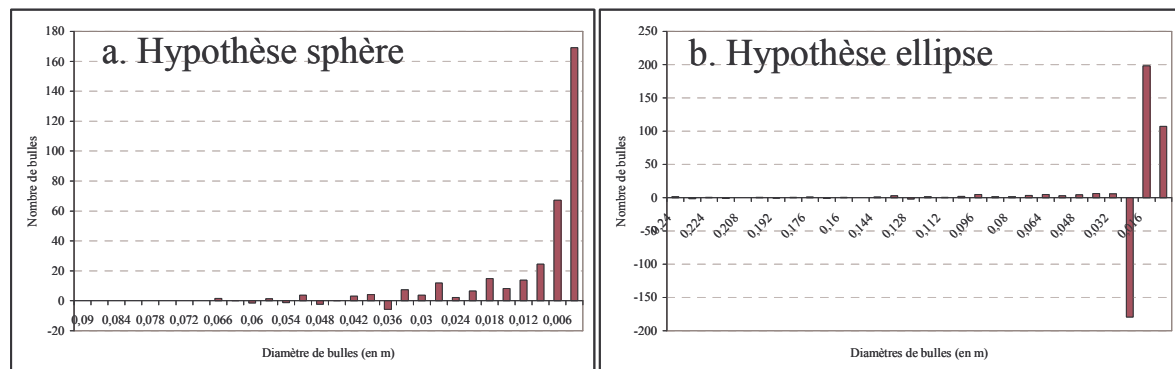 a. Hypothèse sphère
180
160
140
120
100
80
60
40
20
0
-20
Nombre de bulles
0,09 0,084 0,078 0,072 0,066 0,06 0,054 0,048 0,042 0,036 0,03 0,024 0,018 0,012 0,006
Diamètre de bulles (en m)
b. Hypothèse ellipse
250
200
150
100
50
0
-50
-100
-150
-200
Nombre de bulles
0,24 0,224 0,208 0,192 0,176 0,16 0,144 0,128 0,112 0,096 0,08 0,064 0,048 0,032 0,016
Diamètres de bulles (en m)